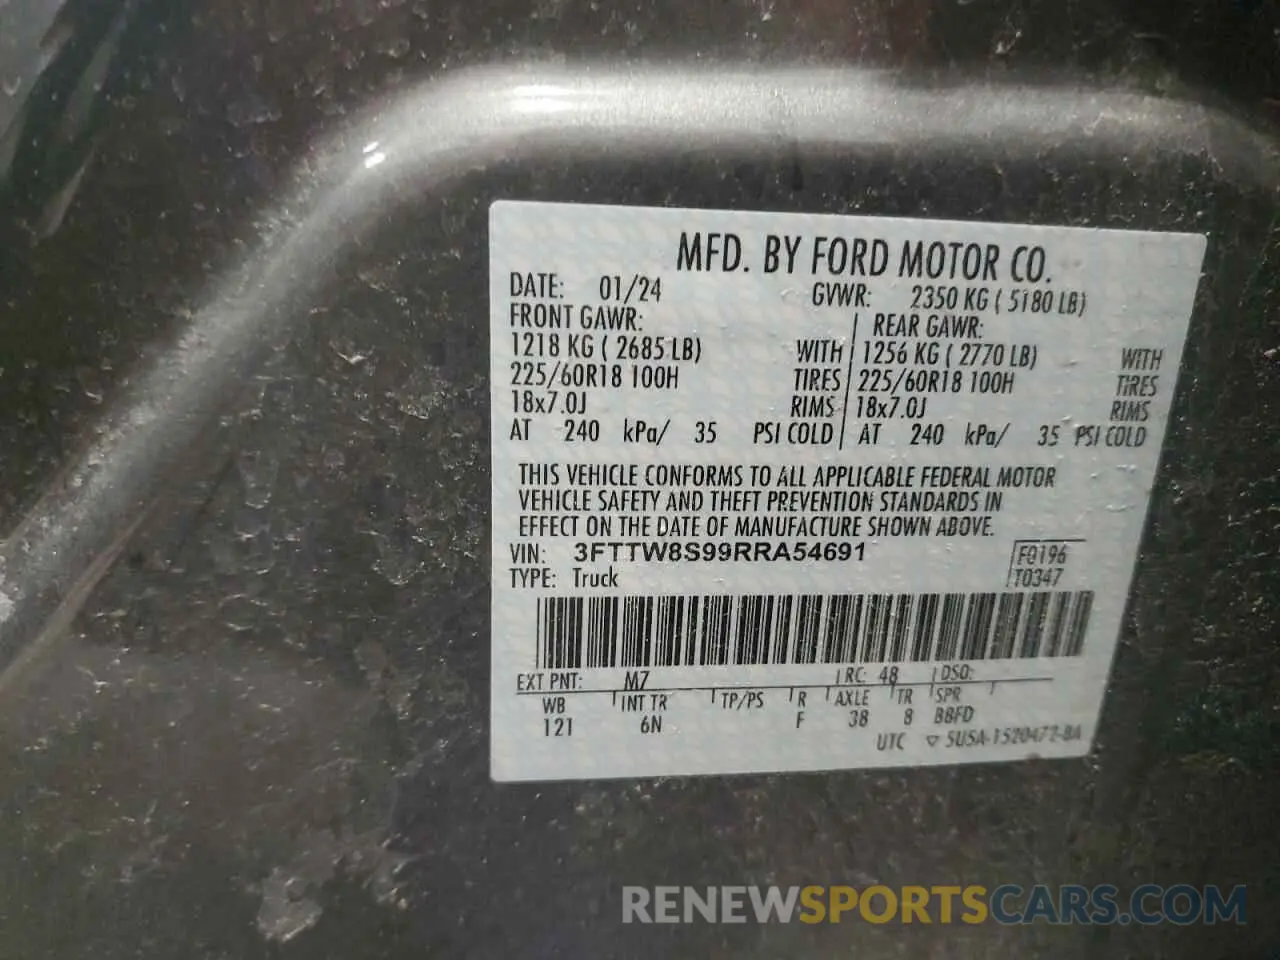 MFD. BY FORD MOTOR CO.
DATE: 01/24 GVWR: 2350 KG ( 5180 LB)
FRONT GAWR: REAR GAWR:
1218 KG ( 2685 LB) WITH 1256 KG ( 2770 LB) WITH
225/60R18 100H TIRES 225/60R18 100H TIRES
18x7.0J RIMS 18x7.0J RIMS
AT 240 kPa/ 35 PSI COLD AT 240 kPa/ 35 PSI COLD
THIS VEHICLE CONFORMS TO ALL APPLICABLE FEDERAL MOTOR
VEHICLE SAFETY AND THEFT PREVENTION STANDARDS IN
EFFECT ON THE DATE OF MANUFACTURE SHOWN ABOVE.
VIN: 3FTTW8S99RRA54691 F0196
TYPE: Truck T0347
EXT PNT: M7 RC: 48 DSO:
WB INT TR TP/PS R AXLE TR SPR
121 6N F 38 8 BBFD
UTC ▽ 5USA-1520472-BA
RENEWSPORTSCARS.COM